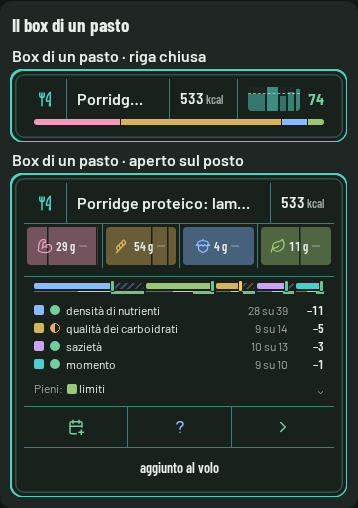 Il box di un pasto
Box di un pasto · riga chiusa
Porridg... 533 kcal 74
Box di un pasto · aperto sul posto
Porridge proteico: lam... 533 kcal
29 g — 54 g — 4 g — 11 g —
densità di nutrienti 28 su 39 −11
qualità dei carboidrati 9 su 14 −5
sazietà 10 su 13 −3
momento 9 su 10 −1
Pieni: limiti
?
aggiunto al volo